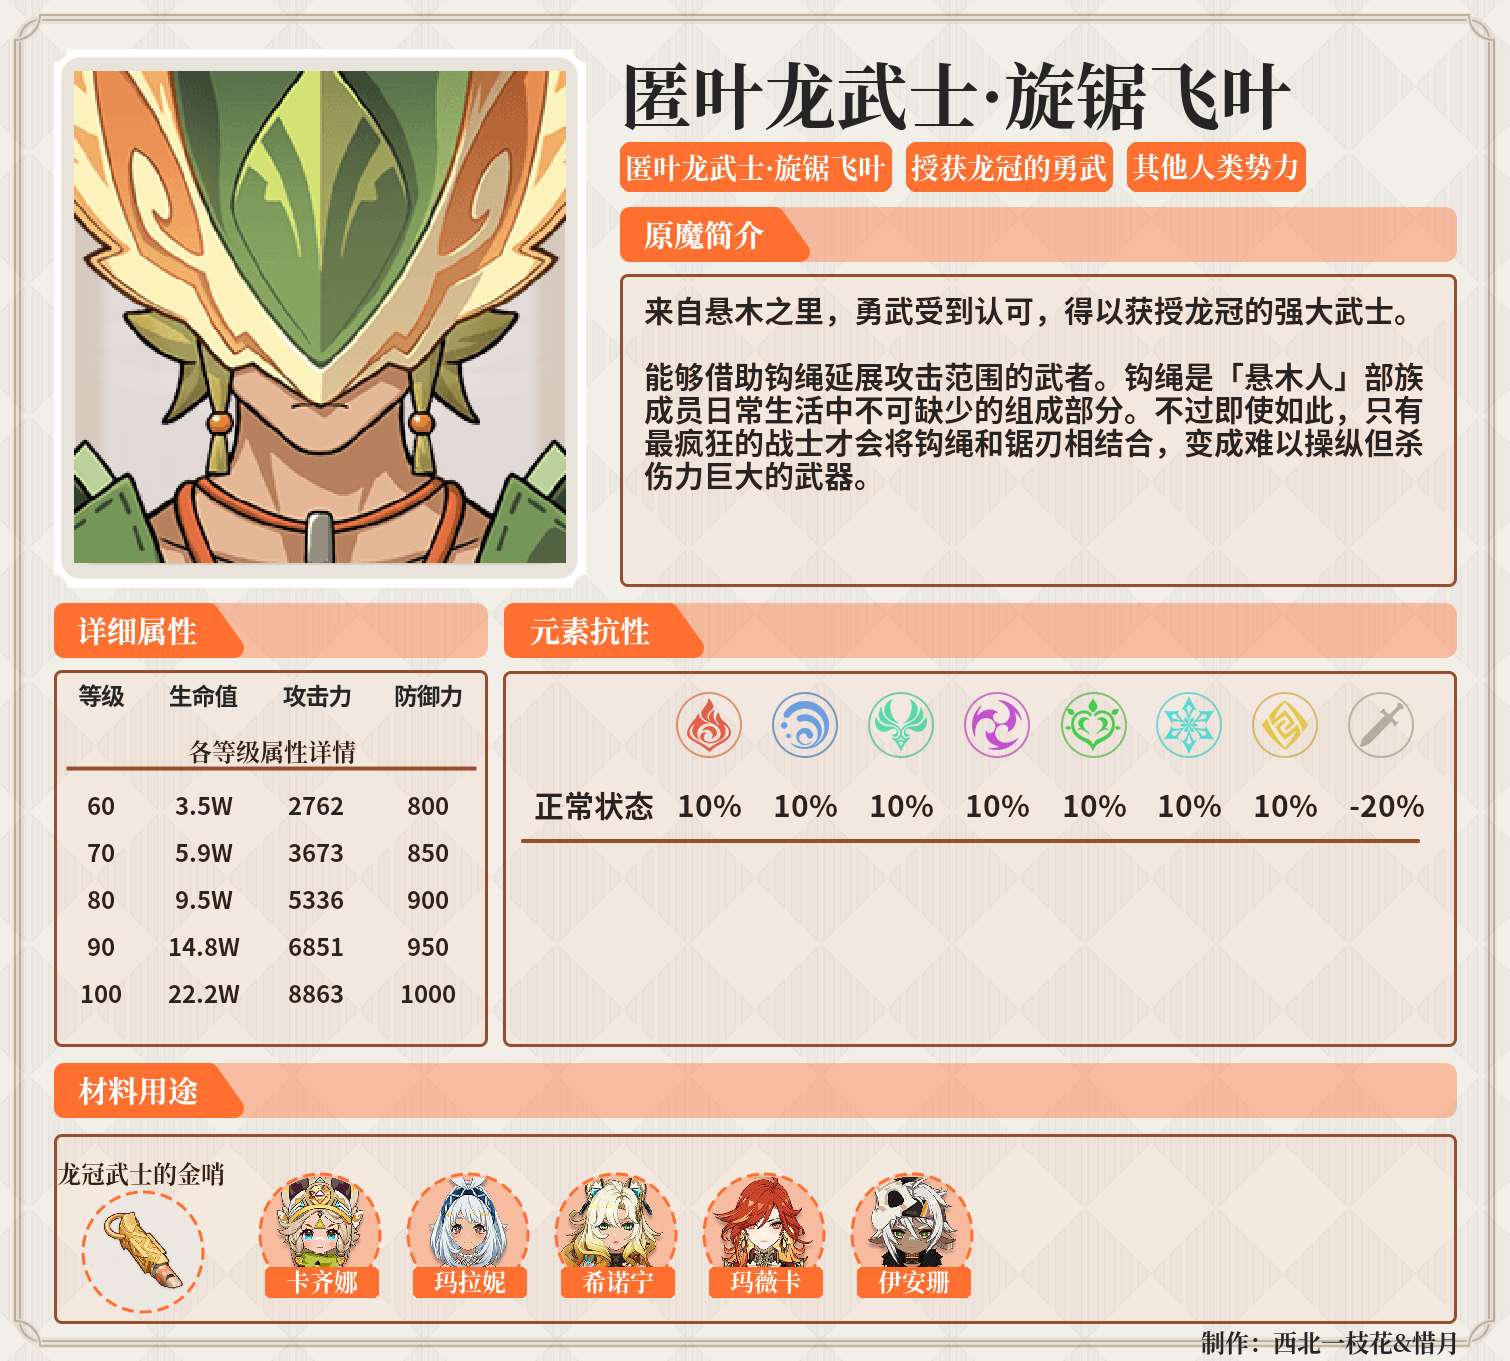 匿叶龙武士·旋锯飞叶
匿叶龙武士·旋锯飞叶 授获龙冠的勇武 其他人类势力
原魔简介
来自悬木之里，勇武受到认可，得以获授龙冠的强大武士。
能够借助钩绳延展攻击范围的武者。钩绳是「悬木人」部族
成员日常生活中不可缺少的组成部分。不过即使如此，只有
最疯狂的战士才会将钩绳和锯刃相结合，变成难以操纵但杀
伤力巨大的武器。
详细属性
等级 生命值 攻击力 防御力
各等级属性详情
60 3.5W 2762 800
70 5.9W 3673 850
80 9.5W 5336 900
90 14.8W 6851 950
100 22.2W 8863 1000
元素抗性
正常状态 10% 10% 10% 10% 10% 10% 10% -20%
材料用途
龙冠武士的金哨
卡齐娜 玛拉妮 希诺宁 玛薇卡 伊安珊
制作：西北一枝花&惜月